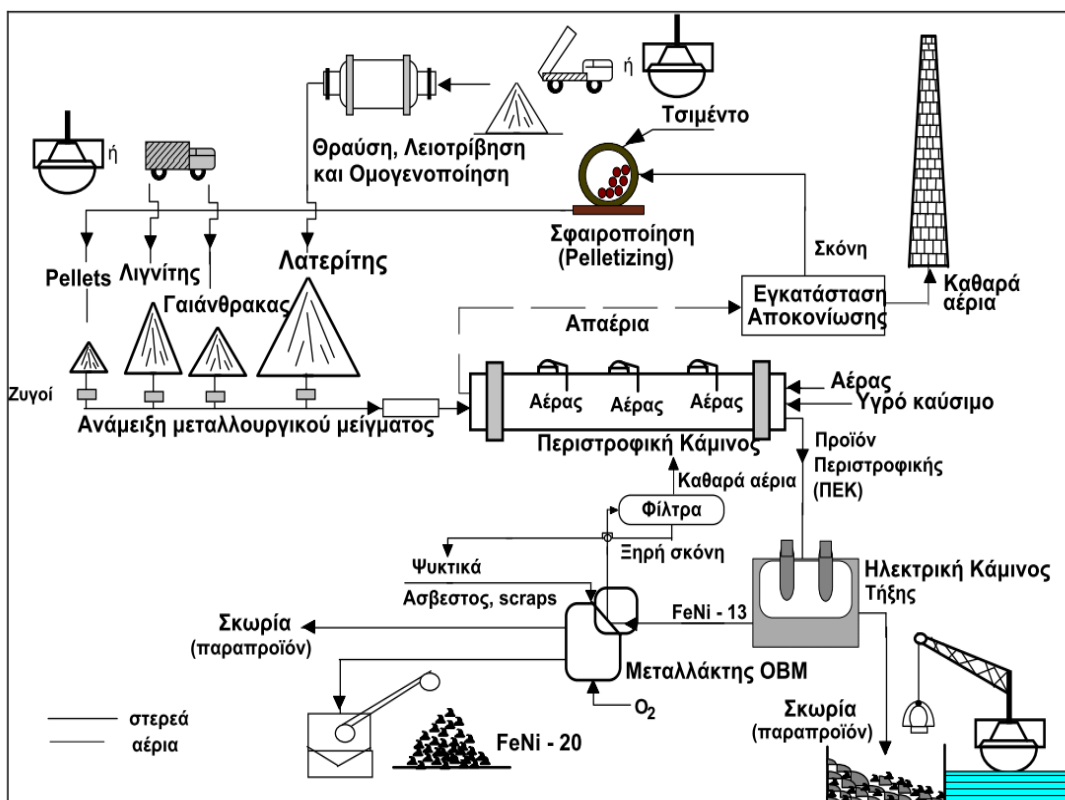 ή
Τσιμέντο
ή
Θραύση, Λειοτρίβηση
και Ομογενοποίηση
Σφαιροποίηση
(Pelletizing)
Σκόνη
Καθαρά
αέρια
Pellets
Λιγνίτης
Γαιάνθρακας
Λατερίτης
Εγκατάσταση
Αποκονίωσης
Απαέρια
Ζυγοί
Αέρας
Αέρας
Αέρας
Αέρας
Υγρό καύσιμο
Ανάμειξη μεταλλουργικού μείγματος
Περιστροφική Κάμινος
Προϊόν
Περιστροφικής
(ΠΕΚ)
Καθαρά αέρια
Φίλτρα
Ξηρή σκόνη
Ψυκτικά
Ασβεστος, scraps
Ηλεκτρική Κάμινος
Τήξης
FeNi - 13
Σκωρία
(παραπροϊόν)
Μεταλλάκτης ΟΒΜ
O2
Σκωρία
(παραπροϊόν)
FeNi - 20
στερεά
αέρια